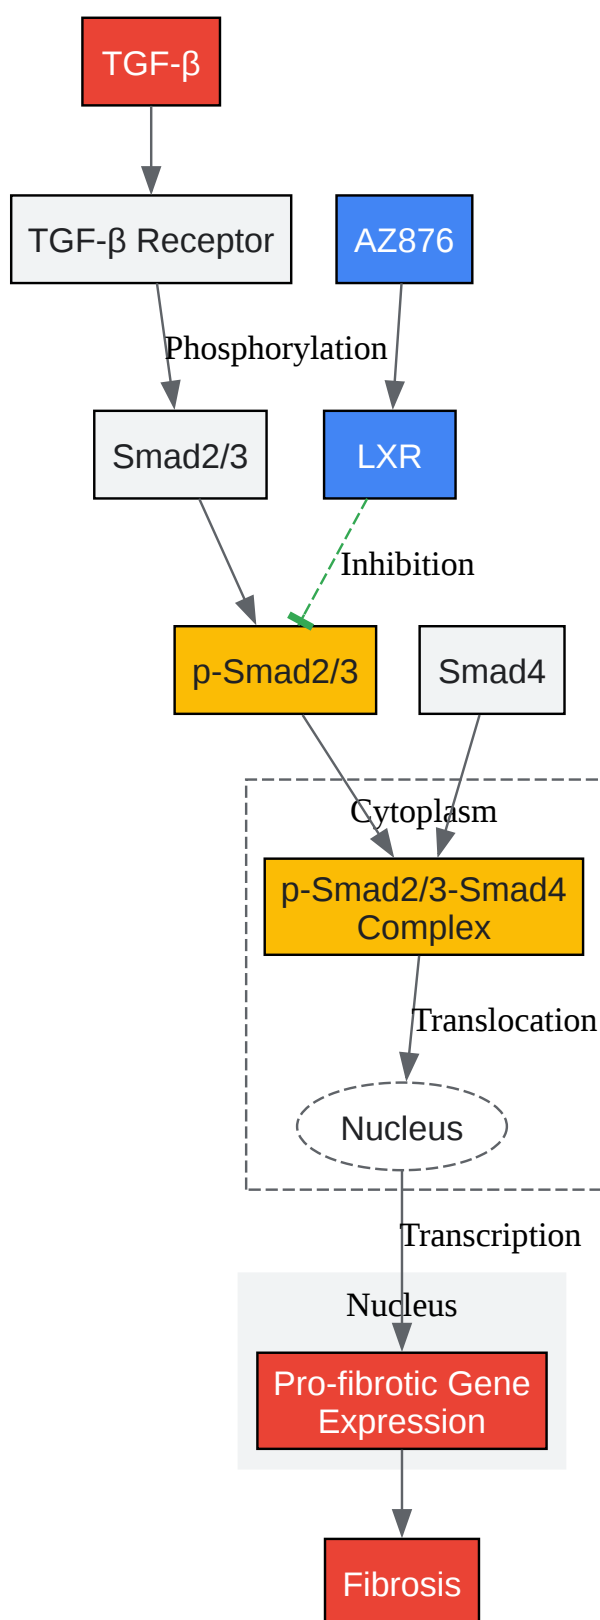 TGF-β
TGF-β Receptor
AZ876
Phosphorylation
Smad2/3
LXR
Inhibition
p-Smad2/3
Smad4
Cytoplasm
p-Smad2/3-Smad4
Complex
Translocation
Nucleus
Transcription
Nucleus
Pro-fibrotic Gene
Expression
Fibrosis